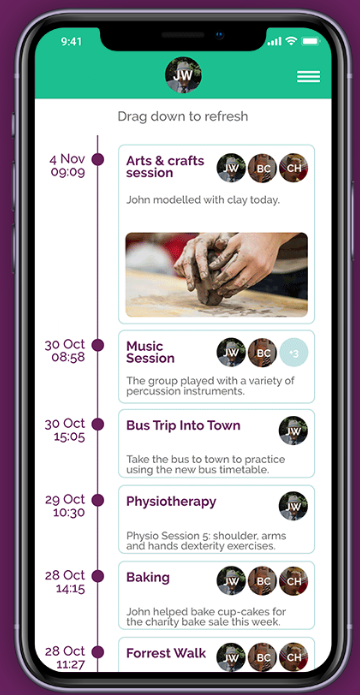 9:41
JW
Drag down to refresh
4 Nov
09:09
Arts & crafts
session
JW BC CH
John modelled with clay today.
30 Oct
08:58
Music
Session
JW BC +3
The group played with a variety of
percussion instruments.
30 Oct
15:05
Bus Trip Into Town
JW
Take the bus to town to practice
using the new bus timetable.
29 Oct
10:30
Physiotherapy
JW
Physio Session 5: shoulder, arms
and hands dexterity exercises.
28 Oct
14:15
Baking
JW BC CH
John helped bake cup-cakes for
the charity bake sale this week.
28 Oct
11:27
Forrest Walk
JW BC CH